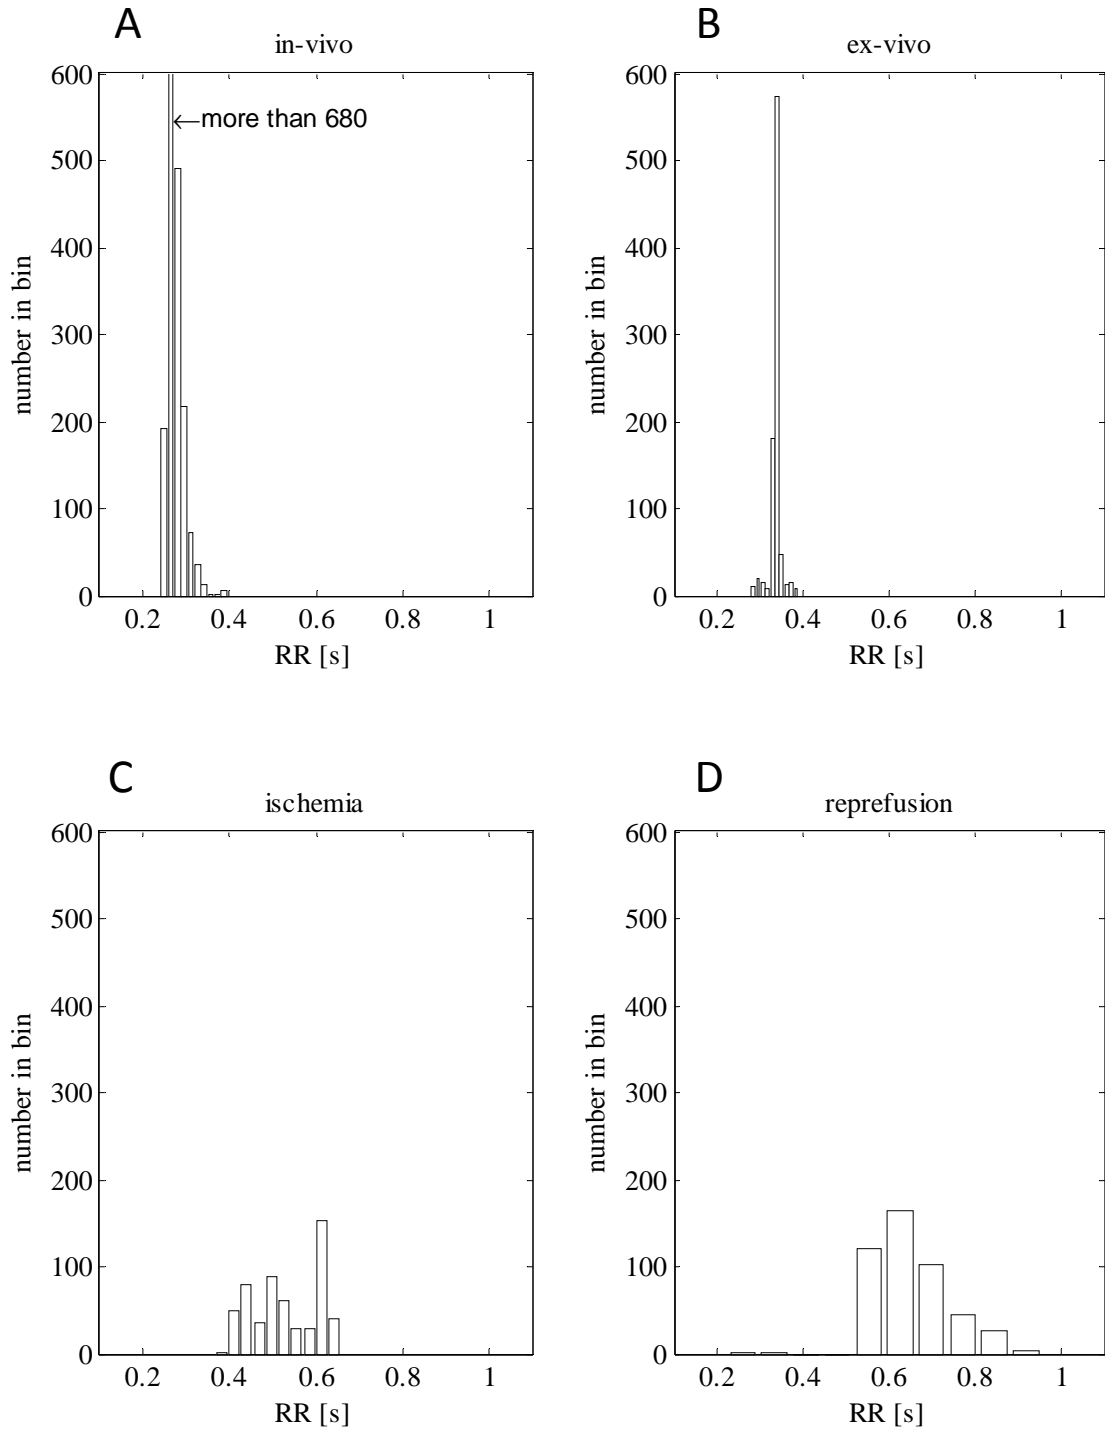 A
in-vivo
600
500
400
300
200
100
0
number in bin
←more than 680
0.2 0.4 0.6 0.8 1
RR [s]
B
ex-vivo
600
500
400
300
200
100
0
number in bin
0.2 0.4 0.6 0.8 1
RR [s]
C
ischemia
600
500
400
300
200
100
0
number in bin
0.2 0.4 0.6 0.8 1
RR [s]
D
reprefusion
600
500
400
300
200
100
0
number in bin
0.2 0.4 0.6 0.8 1
RR [s]